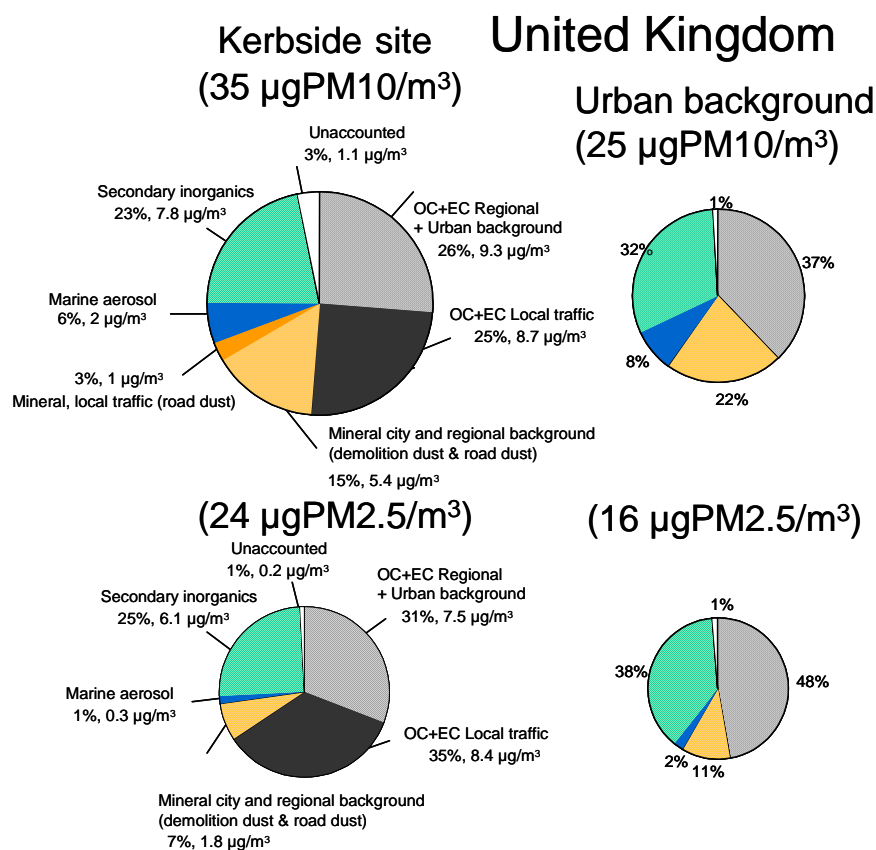 United Kingdom
Kerbside site
(35 µgPM10/m³)
Urban background
(25 µgPM10/m³)
Unaccounted
3%, 1.1 µg/m³
Secondary inorganics
23%, 7.8 µg/m³
OC+EC Regional
+ Urban background
26%, 9.3 µg/m³
Marine aerosol
6%, 2 µg/m³
OC+EC Local traffic
25%, 8.7 µg/m³
3%, 1 µg/m³
Mineral, local traffic (road dust)
Mineral city and regional background
(demolition dust & road dust)
15%, 5.4 µg/m³
1%
32%
37%
8%
22%
(24 µgPM2.5/m³)
(16 µgPM2.5/m³)
Unaccounted
1%, 0.2 µg/m³
OC+EC Regional
+ Urban background
31%, 7.5 µg/m³
Secondary inorganics
25%, 6.1 µg/m³
Marine aerosol
1%, 0.3 µg/m³
OC+EC Local traffic
35%, 8.4 µg/m³
Mineral city and regional background
(demolition dust & road dust)
7%, 1.8 µg/m³
1%
38%
48%
2%
11%